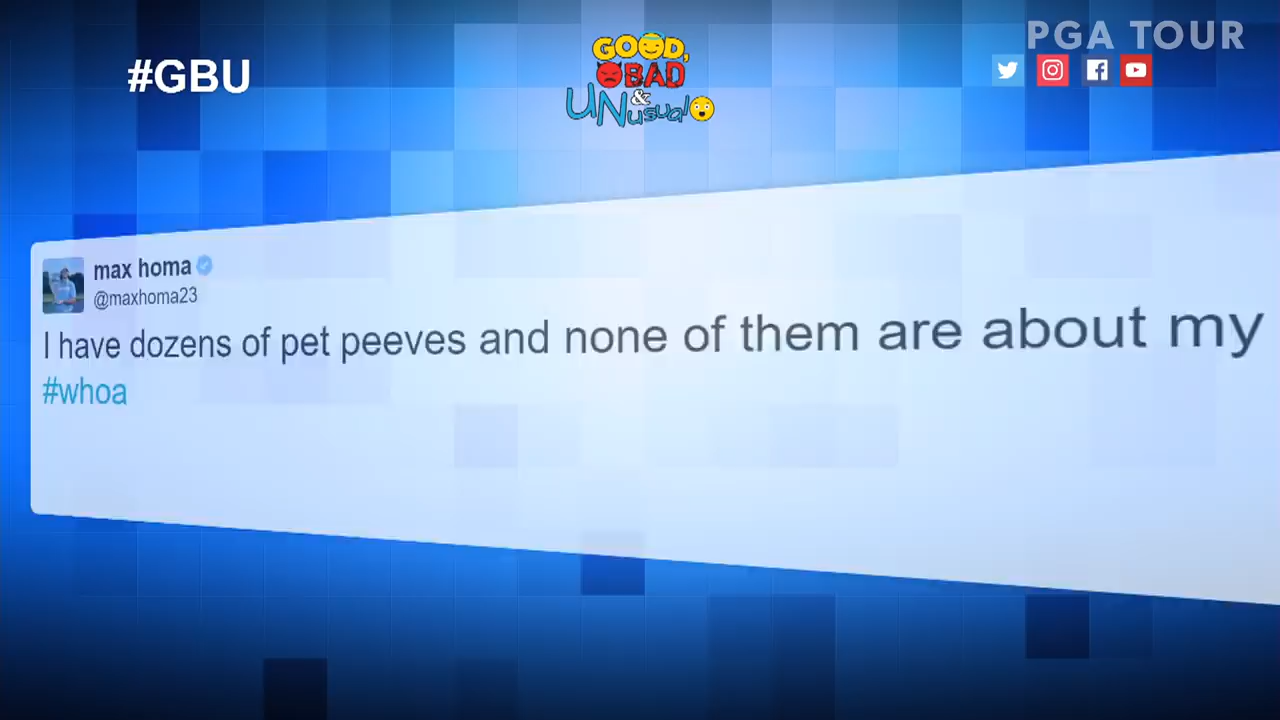 PGA TOUR
#GBU
GOOD,
BAD
&
UNusual
max homa
@maxhoma23
I have dozens of pet peeves and none of them are about my
#whoa